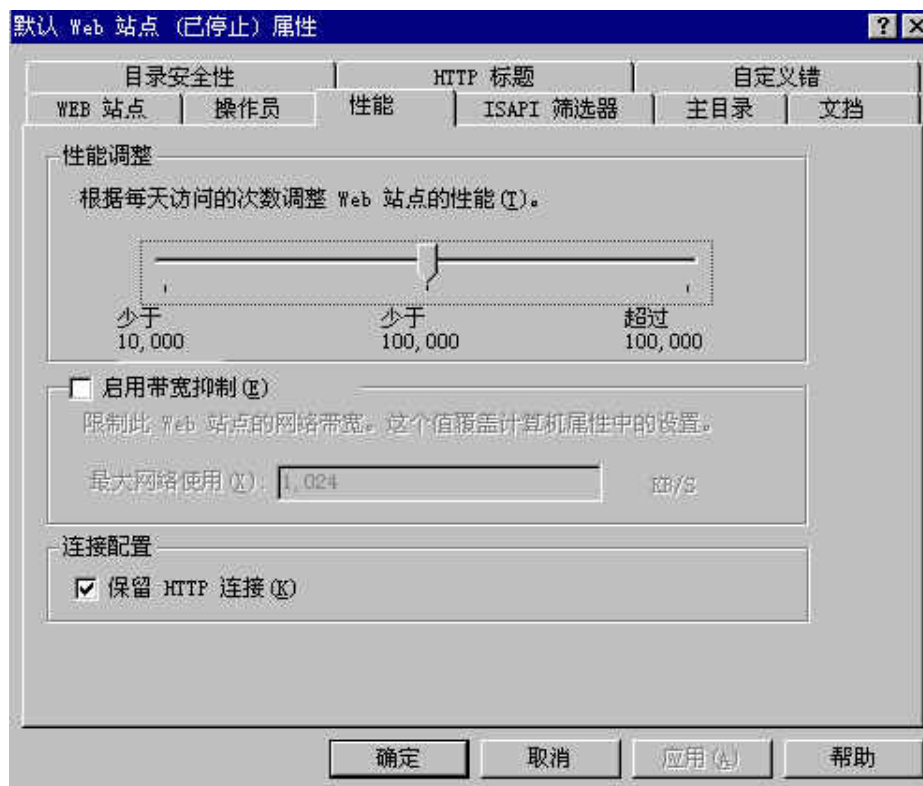 默认 Web 站点 (已停止) 属性
目录安全性 HTTP 标题 自定义错
WEB 站点 操作员 性能 ISAPI 筛选器 主目录 文挡
性能调整
根据每天访问的次数调整 Web 站点的性能(T)。
少于 少于 超过
10,000 100,000 100,000
启用带宽抑制(E)
限制此 Web 站点的网络带宽。这个值覆盖计算机属性中的设置。
最大网络使用(X): 1,024 KB/S
连接配置
保留 HTTP 连接(K)
确定 取消 应用(A) 帮助